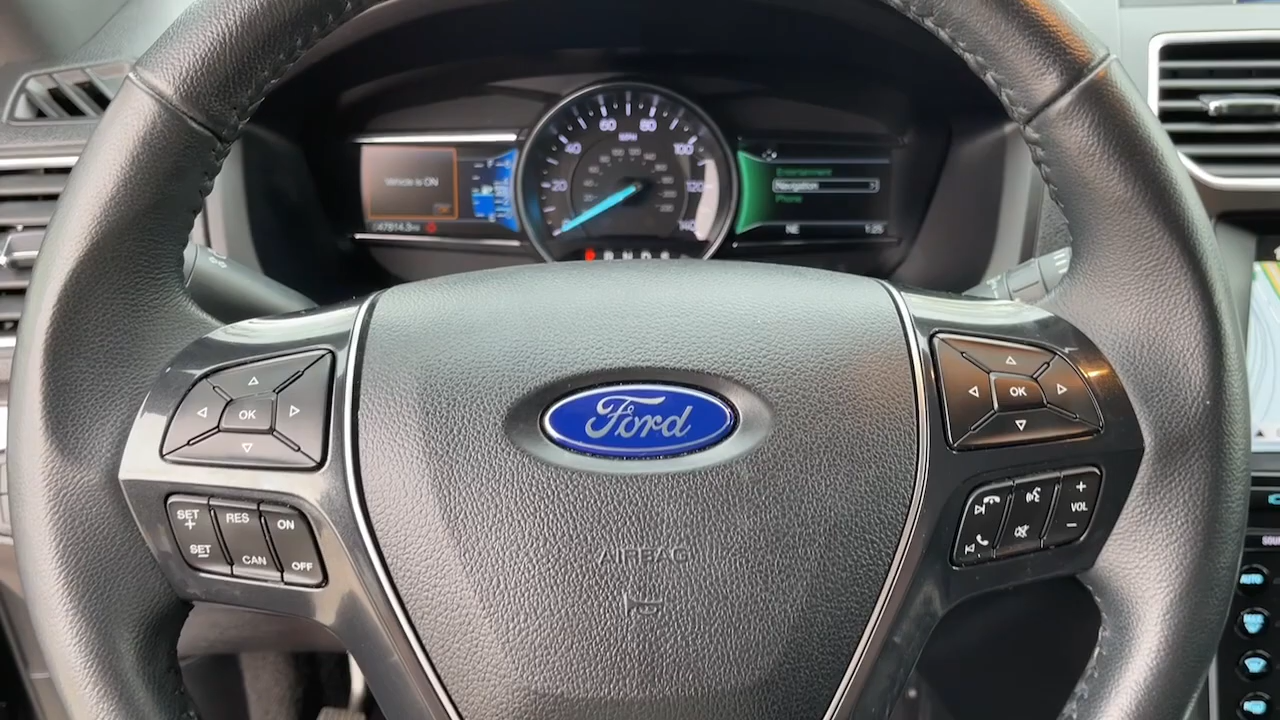 60 80
MPH
40 100
20 120
140
Vehicle is ON
47814.3 mi
Entertainment
Navigation
Phone
NE 1:25
R N D S
OK
OK
Ford
SET + RES ON
SET - CAN OFF
+
VOL
-
AIRBAG
AUTO